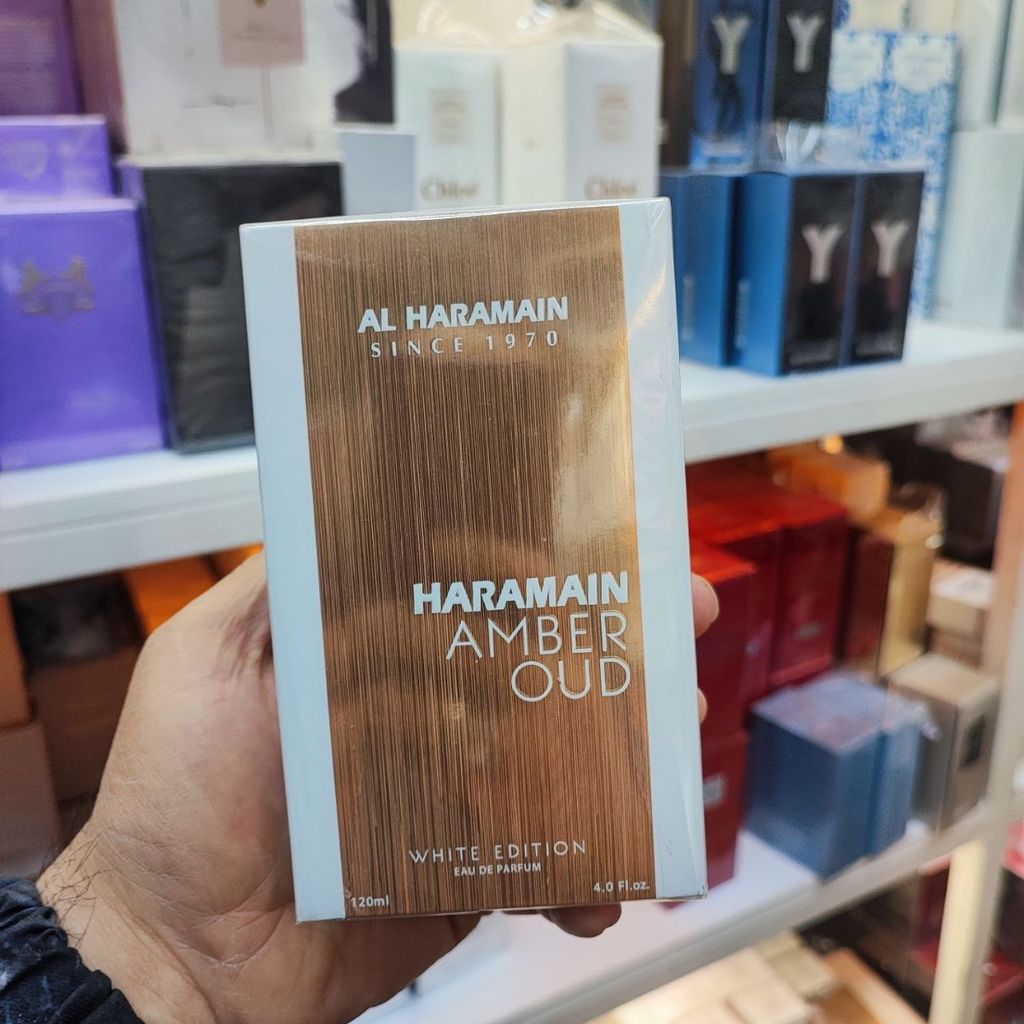 Y
Y
Chloé
Chloé
Y
Y
AL HARAMAIN
SINCE 1970
HARAMAIN
AMBER
OUD
WHITE EDITION
EAU DE PARFUM
120ml
4.0 Fl.oz.